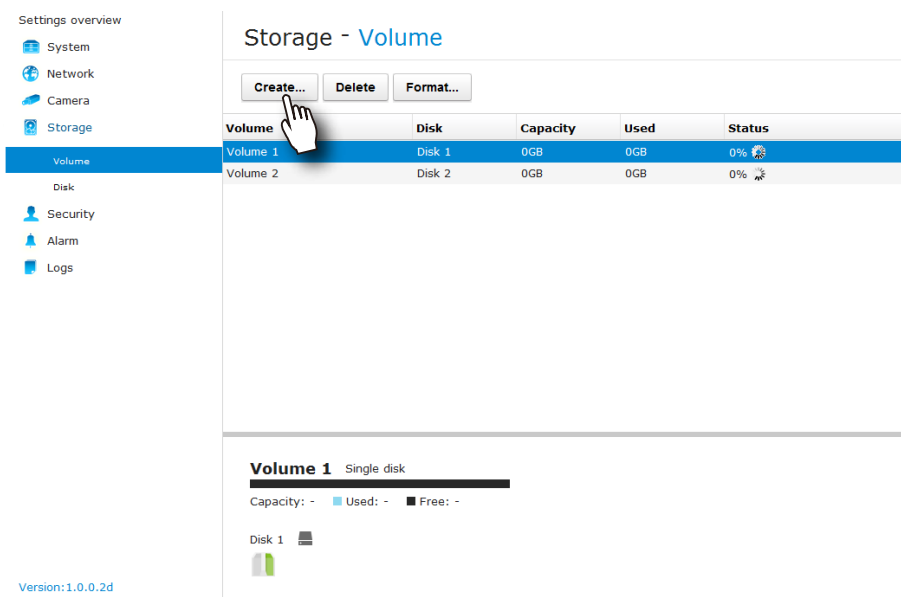 Settings overview
System
Network
Camera
Storage
Volume
Disk
Security
Alarm
Logs
Version:1.0.0.2d
Storage - Volume
Create... Delete Format...
Volume Disk Capacity Used Status
Volume 1 Disk 1 0GB 0GB 0%
Volume 2 Disk 2 0GB 0GB 0%
Volume 1 Single disk
Capacity: - Used: - Free: -
Disk 1